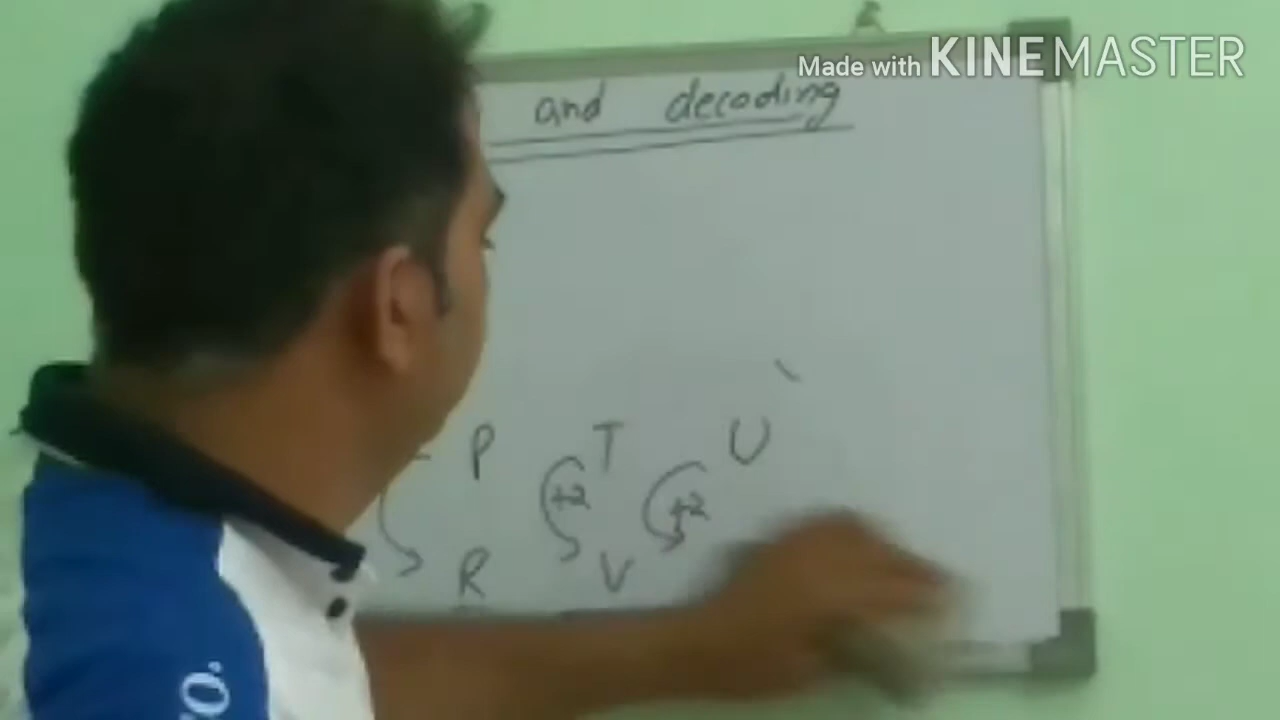 Made with KINEMASTER
and decoding
P T U
+2 +2
R V
O.